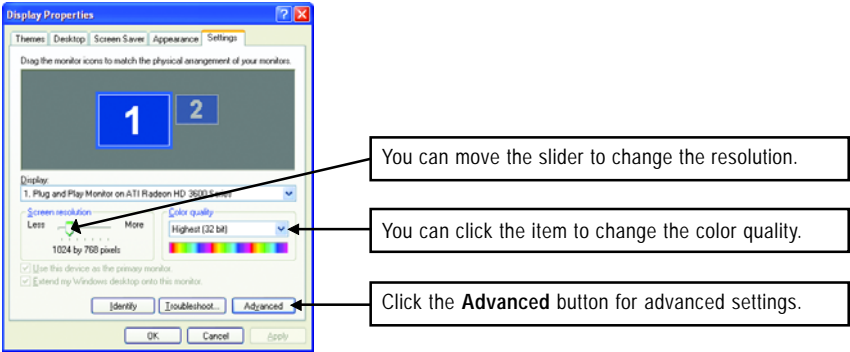 Display Properties
Themes Desktop Screen Saver Appearance Settings
Drag the monitor icons to match the physical arrangement of your monitors.
1 2
Display:
1. Plug and Play Monitor on ATI Radeon HD 3600 Series
Screen resolution
Less More
1024 by 768 pixels
Color quality
Highest (32 bit)
Use this device as the primary monitor.
Extend my Windows desktop onto this monitor.
Identify Troubleshoot... Advanced
OK Cancel Apply
You can move the slider to change the resolution.
You can click the item to change the color quality.
Click the Advanced button for advanced settings.